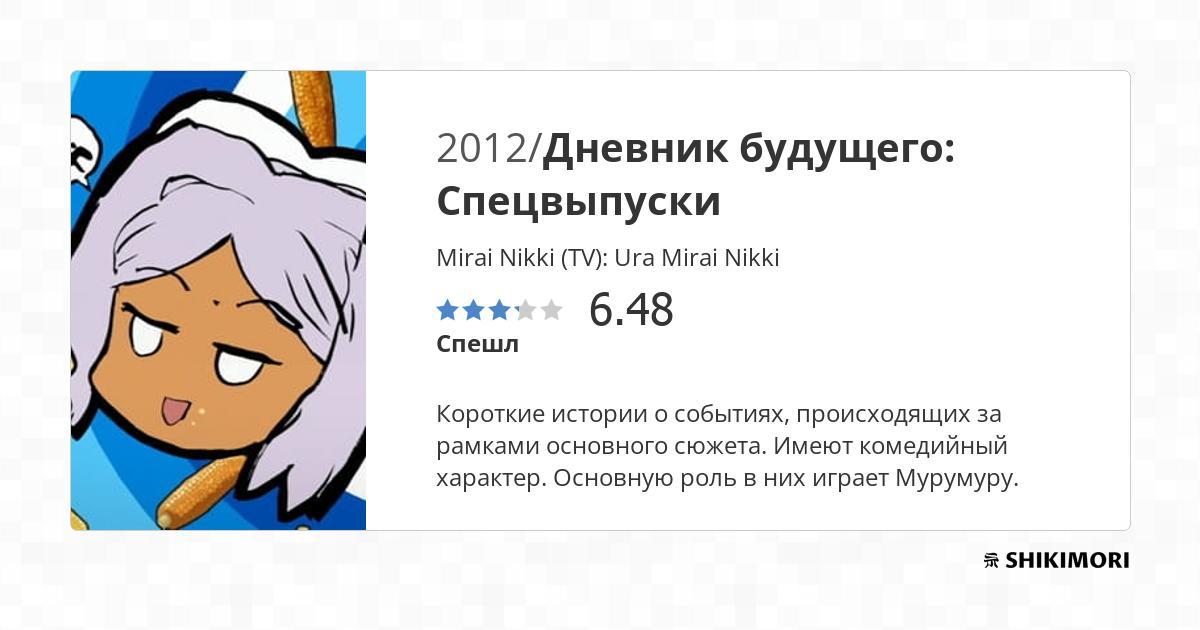 2012/Дневник будущего:
Спецвыпуски
Mirai Nikki (TV): Ura Mirai Nikki
6.48
Спешл
Короткие истории о событиях, происходящих за
рамками основного сюжета. Имеют комедийный
характер. Основную роль в них играет Мурумуру.
SHIKIMORI